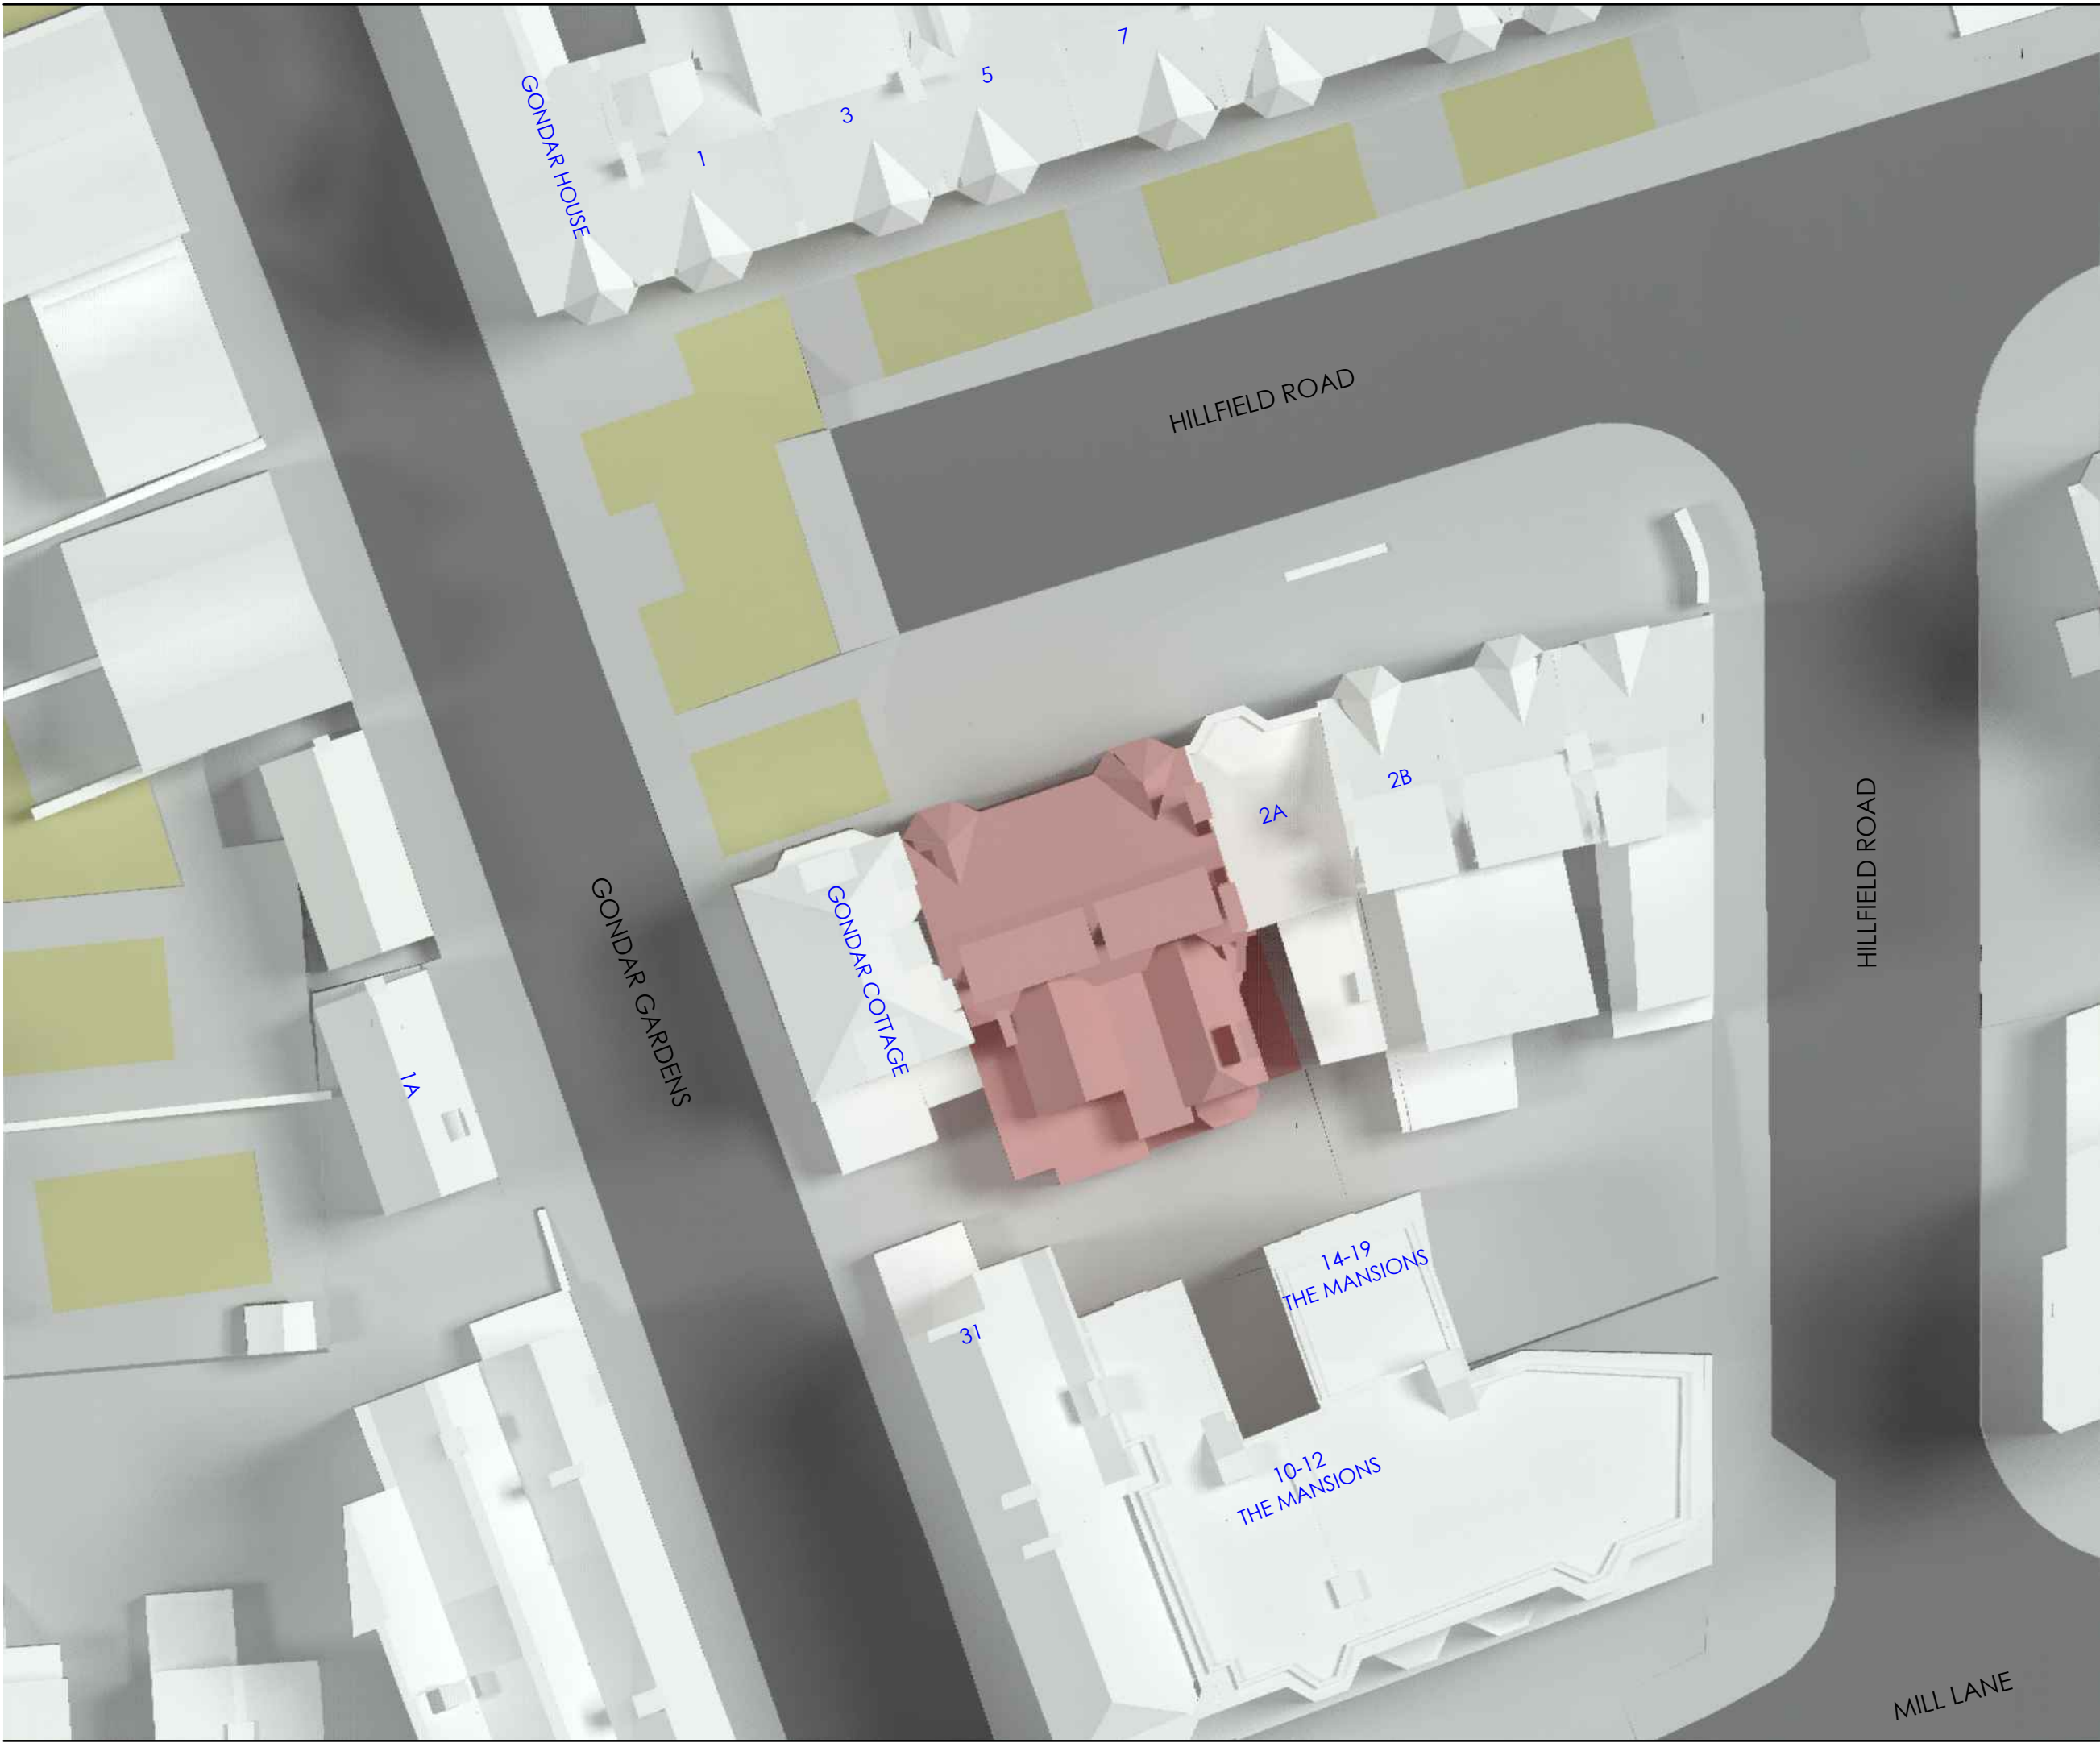 7
5
3
1
GONDAR HOUSE
HILLFIELD ROAD
2B
2A
HILLFIELD ROAD
GONDAR COTTAGE
GONDAR GARDENS
1A
14-19
THE MANSIONS
31
10-12
THE MANSIONS
MILL LANE